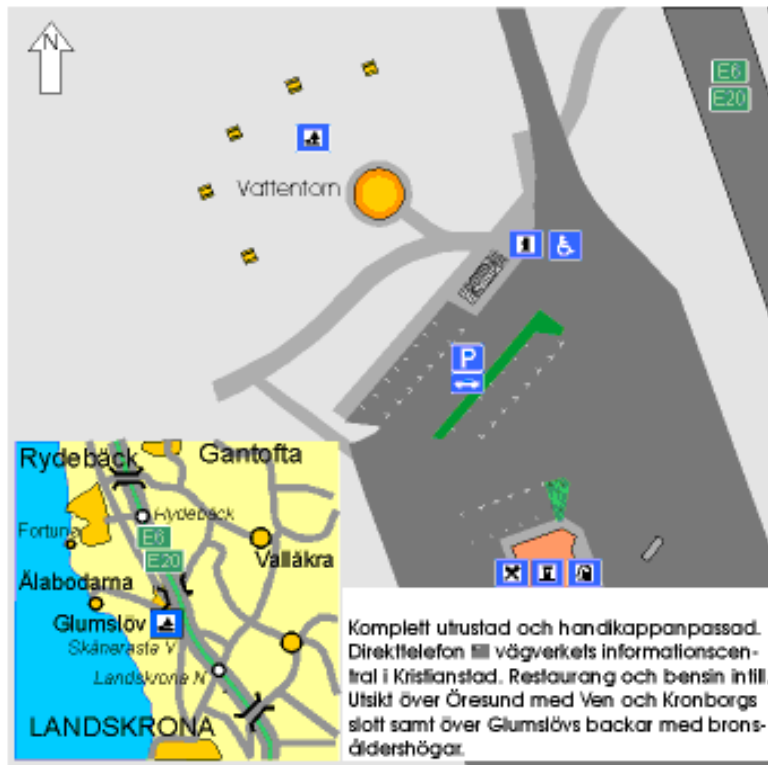 N
E6
E20
Vattentorn
P
Rydebäck
Gantofta
Hydebäck
Fortuna
E6
E20
Vallåkra
Älabodarna
Glumslöv
Skånerasta V
Landskrona N
LANDSKRONA
Komplett utrustad och handikappanpassad.
Direkttelefon till vägverkets informationscen-
tral i Kristianstad. Restaurang och bensin intill.
Utsikt över Öresund med Ven och Kronborgs
slott samt över Glumslövs backar med brons-
åldershögar.